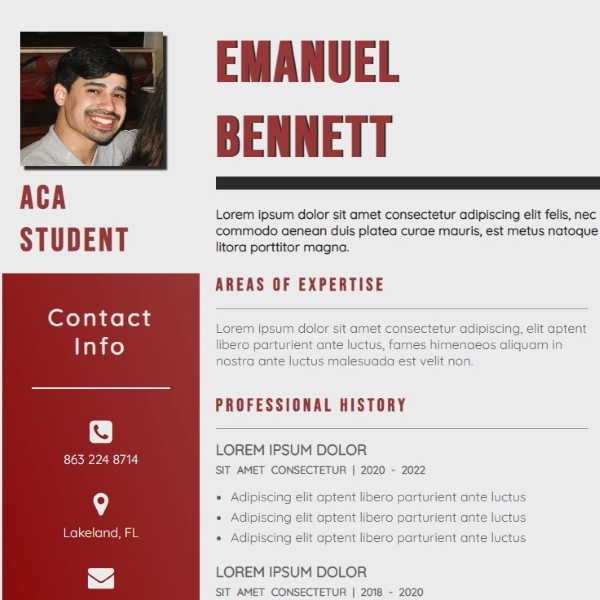 EMANUEL
BENNETT
ACA
STUDENT
Lorem ipsum dolor sit amet consectetur adipiscing elit felis, nec
commodo aenean duis platea curae mauris, est metus natoque
litora porttitor magna.
Contact
Info
863 224 8714
Lakeland, FL
AREAS OF EXPERTISE
Lorem ipsum dolor sit amet consectetur adipiscing, elit aptent
libero parturient ante luctus, fames himenaeos aliquam in
nostra ante luctus malesuada est velit non.
PROFESSIONAL HISTORY
LOREM IPSUM DOLOR
SIT AMET CONSECTETUR | 2020 - 2022
• Adipiscing elit aptent libero parturient ante luctus
• Adipiscing elit aptent libero parturient ante luctus
• Adipiscing elit aptent libero parturient ante luctus
LOREM IPSUM DOLOR
SIT AMET CONSECTETUR | 2018 - 2020